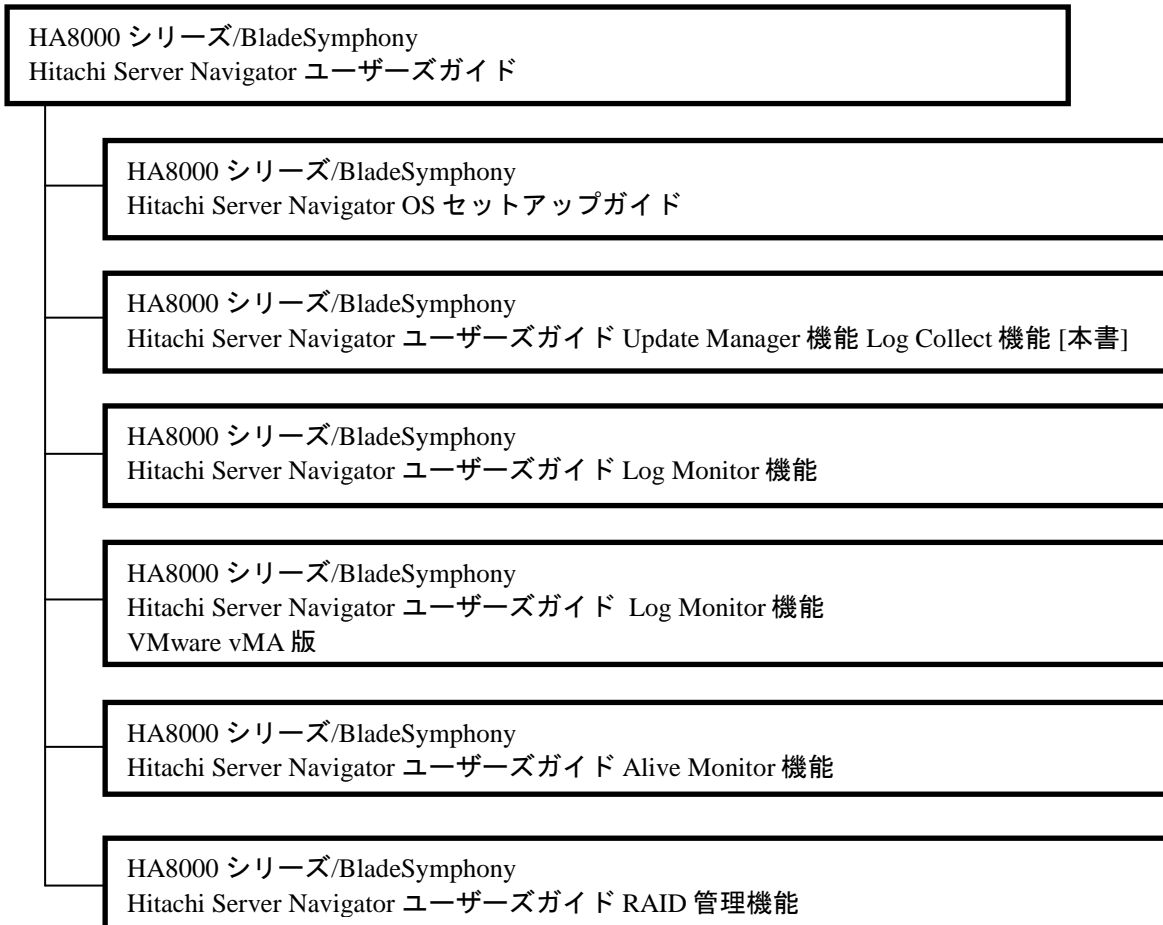 HA8000 シリーズ/BladeSymphony
Hitachi Server Navigator ユーザーズガイド
HA8000 シリーズ/BladeSymphony
Hitachi Server Navigator OS セットアップガイド
HA8000 シリーズ/BladeSymphony
Hitachi Server Navigator ユーザーズガイド Update Manager 機能 Log Collect 機能 [本書]
HA8000 シリーズ/BladeSymphony
Hitachi Server Navigator ユーザーズガイド Log Monitor 機能
HA8000 シリーズ/BladeSymphony
Hitachi Server Navigator ユーザーズガイド Log Monitor 機能
VMware vMA 版
HA8000 シリーズ/BladeSymphony
Hitachi Server Navigator ユーザーズガイド Alive Monitor 機能
HA8000 シリーズ/BladeSymphony
Hitachi Server Navigator ユーザーズガイド RAID 管理機能